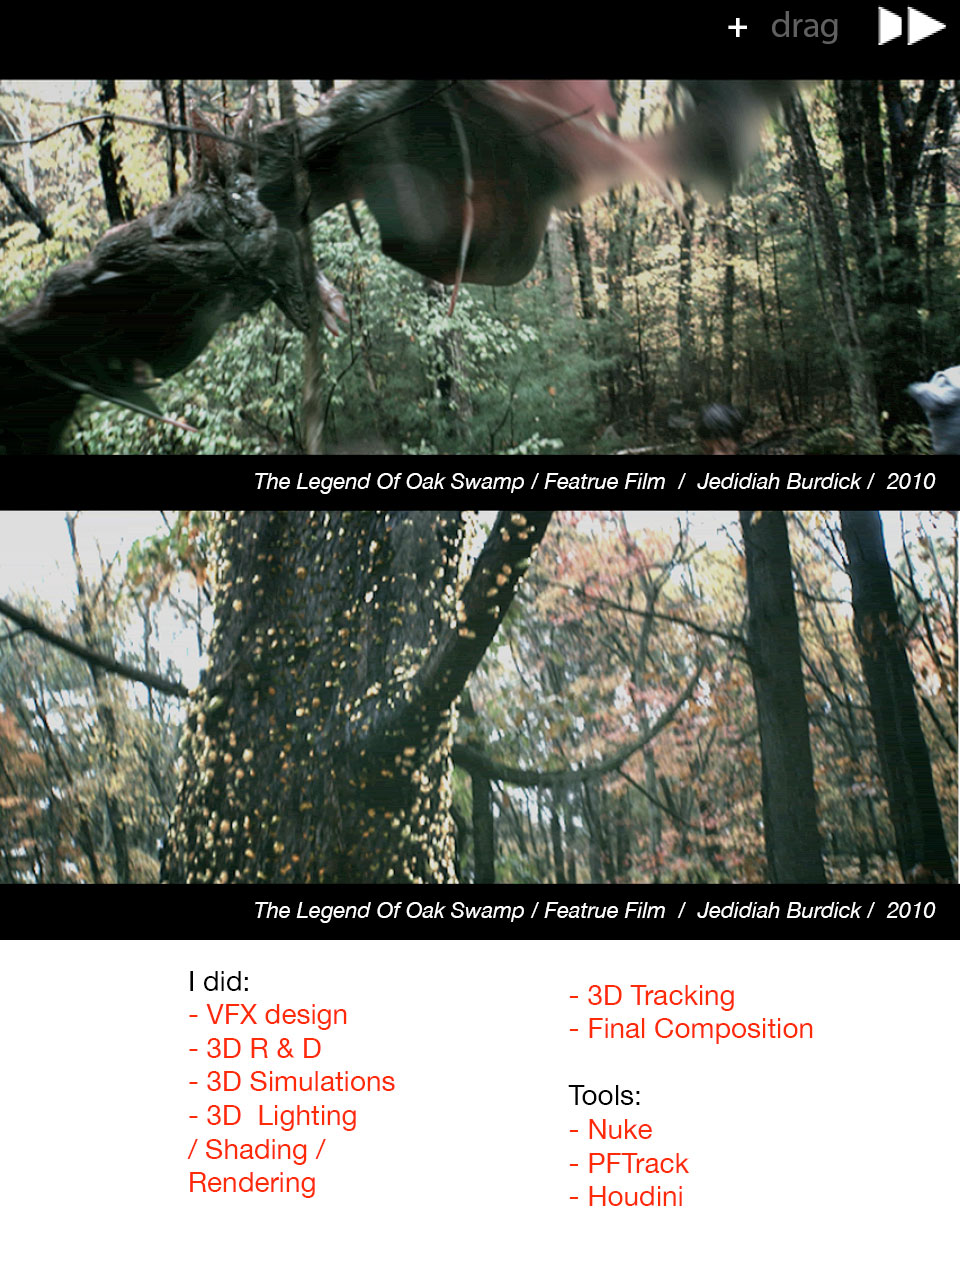 + drag
The Legend Of Oak Swamp / Featrue Film / Jedidiah Burdick / 2010
The Legend Of Oak Swamp / Featrue Film / Jedidiah Burdick / 2010
I did:
- VFX design
- 3D R & D
- 3D Simulations
- 3D Lighting
/ Shading /
Rendering
- 3D Tracking
- Final Composition
Tools:
- Nuke
- PFTrack
- Houdini